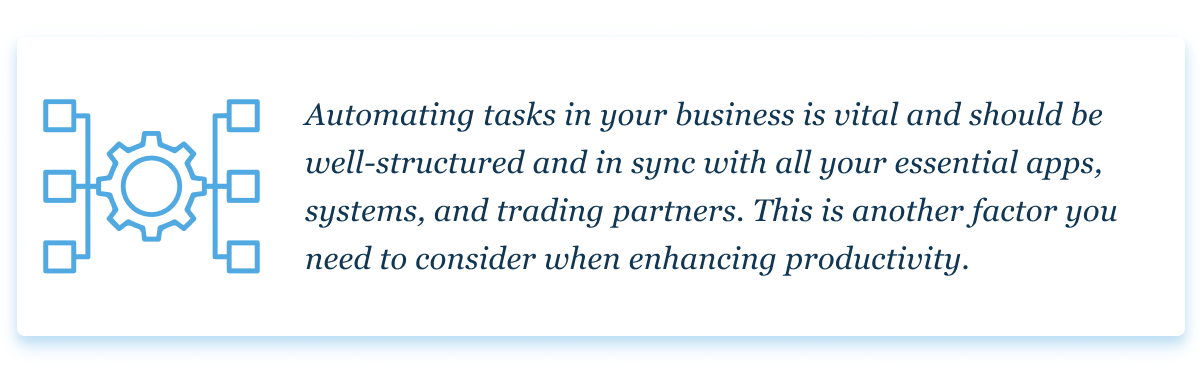 Automating tasks in your business is vital and should be
well-structured and in sync with all your essential apps,
systems, and trading partners. This is another factor you
need to consider when enhancing productivity.